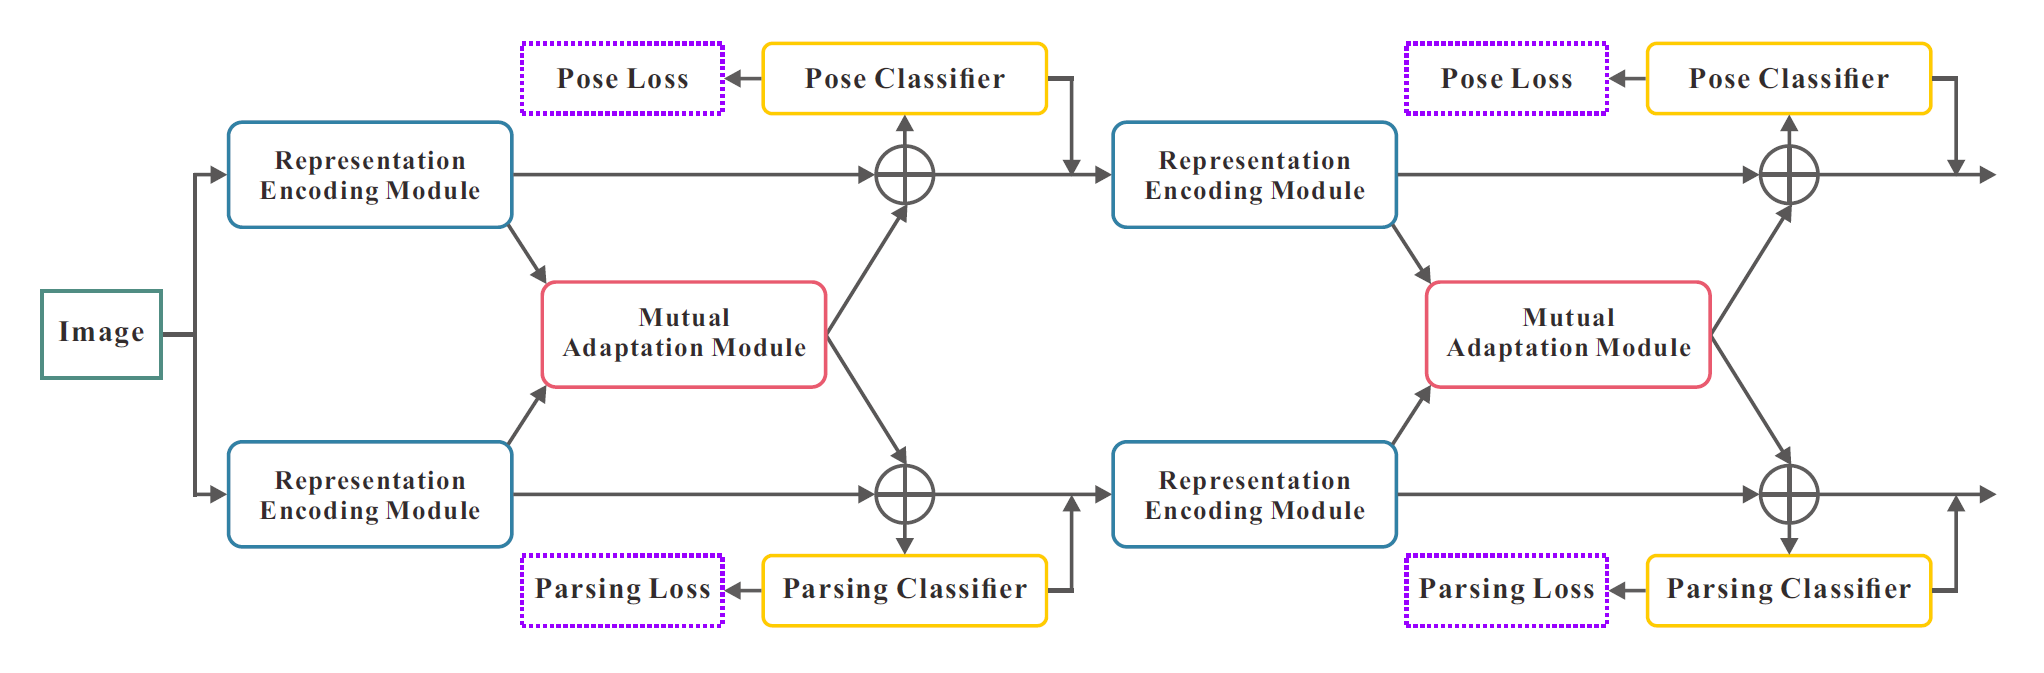 Pose Loss
Pose Classifier
Pose Loss
Pose Classifier
Representation
Encoding Module
Representation
Encoding Module
Image
Mutual
Adaptation Module
Mutual
Adaptation Module
Representation
Encoding Module
Representation
Encoding Module
Parsing Loss
Parsing Classifier
Parsing Loss
Parsing Classifier